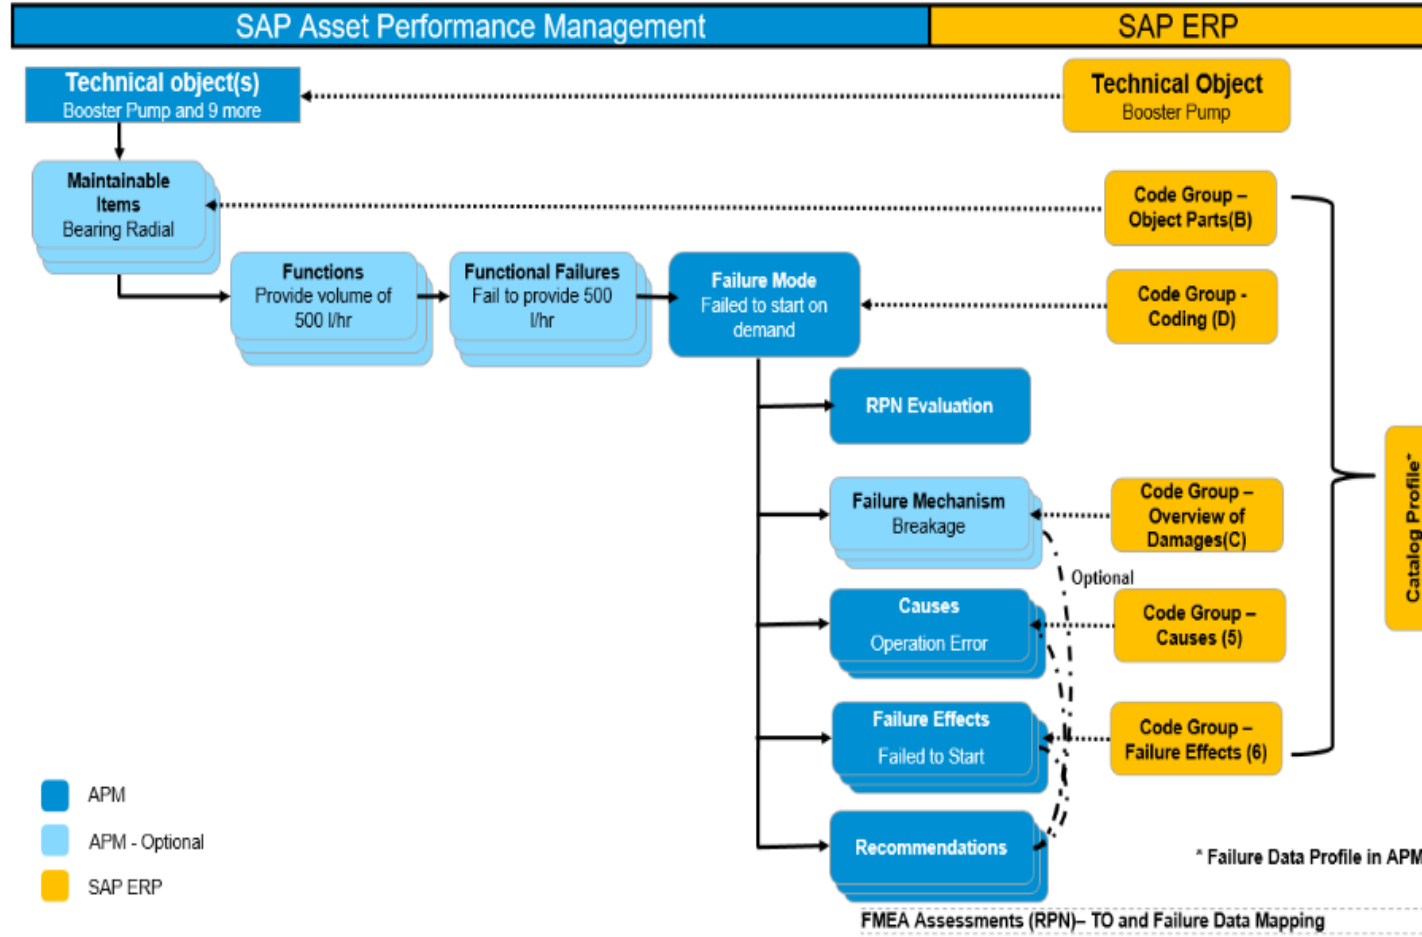 SAP Asset Performance Management
SAP ERP
Technical object(s)
Booster Pump and 9 more
Technical Object
Booster Pump
Maintainable
Items
Bearing Radial
Code Group –
Object Parts(B)
Functions
Provide volume of
500 l/hr
Functional Failures
Fail to provide 500
l/hr
Failure Mode
Failed to start on
demand
Code Group -
Coding (D)
RPN Evaluation
Failure Mechanism
Breakage
Code Group –
Overview of
Damages(C)
Optional
Catalog Profile*
Causes
Operation Error
Code Group –
Causes (5)
Failure Effects
Failed to Start
Code Group –
Failure Effects (6)
Recommendations
APM
APM - Optional
SAP ERP
* Failure Data Profile in APM
FMEA Assessments (RPN)– TO and Failure Data Mapping